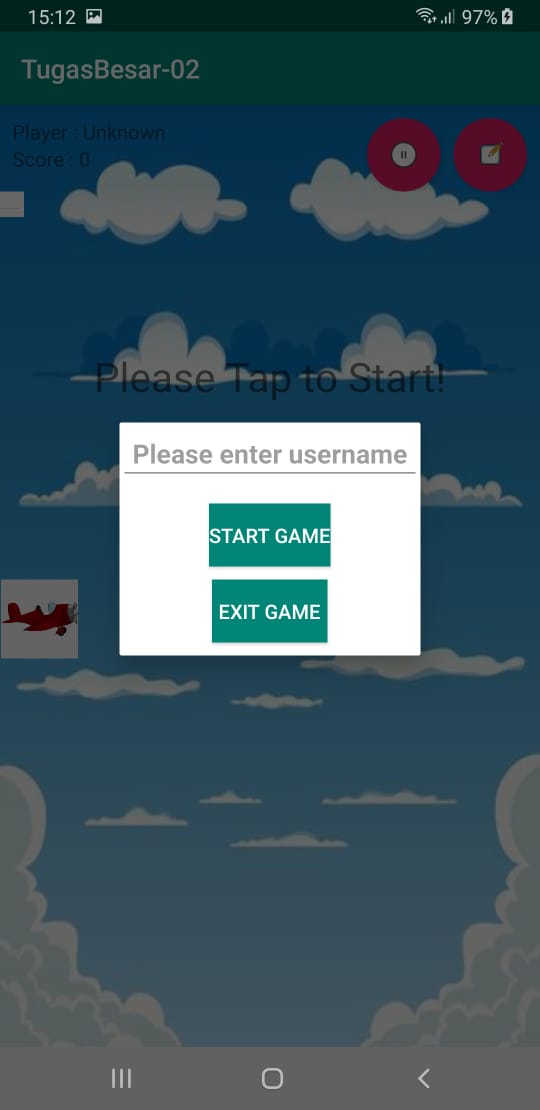 15:12 97%
TugasBesar-02
Player : Unknown
Score : 0
Please Tap to Start!
Please enter username
START GAME
EXIT GAME